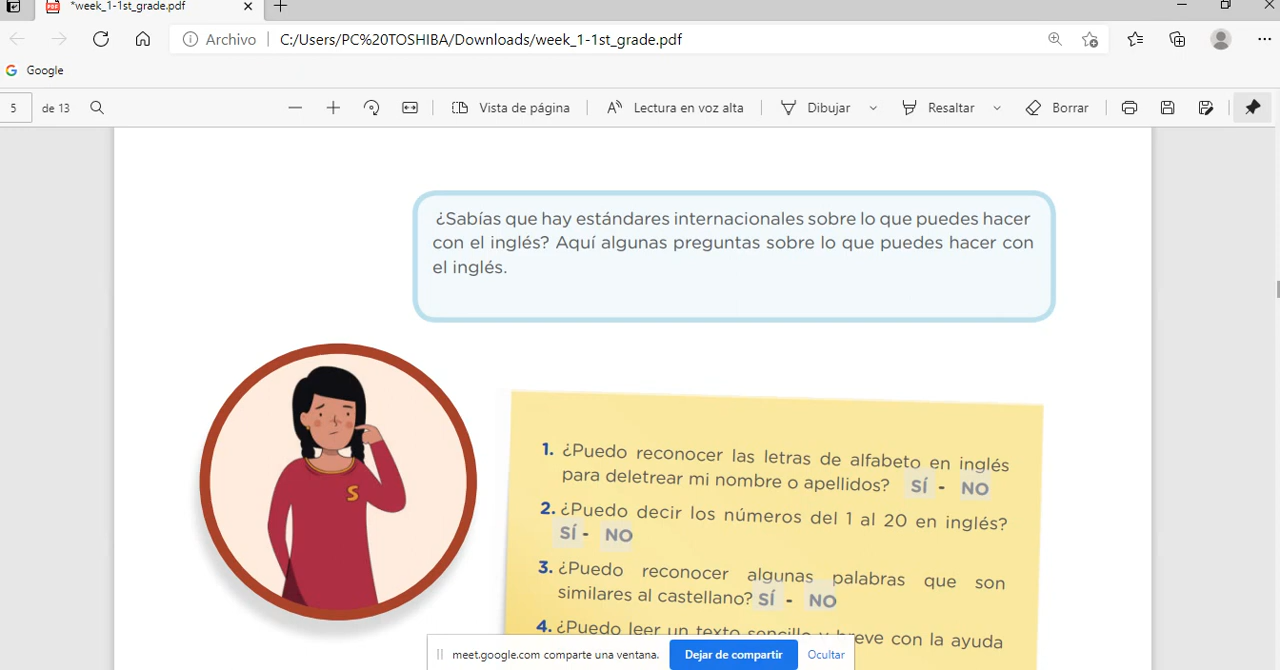 *week_1-1st_grade.pdf
Archivo C:/Users/PC%20TOSHIBA/Downloads/week_1-1st_grade.pdf
Google
5 de 13 Vista de página Lectura en voz alta Dibujar Resaltar Borrar
¿Sabías que hay estándares internacionales sobre lo que puedes hacer
con el inglés? Aquí algunas preguntas sobre lo que puedes hacer con
el inglés.
S
1. ¿Puedo reconocer las letras de alfabeto en inglés
para deletrear mi nombre o apellidos? SÍ - NO
2. ¿Puedo decir los números del 1 al 20 en inglés?
SÍ - NO
3. ¿Puedo reconocer algunas palabras que son
similares al castellano? SÍ - NO
4. ¿Puedo leer un texto sencillo y breve con la ayuda
meet.google.com comparte una ventana. Dejar de compartir Ocultar